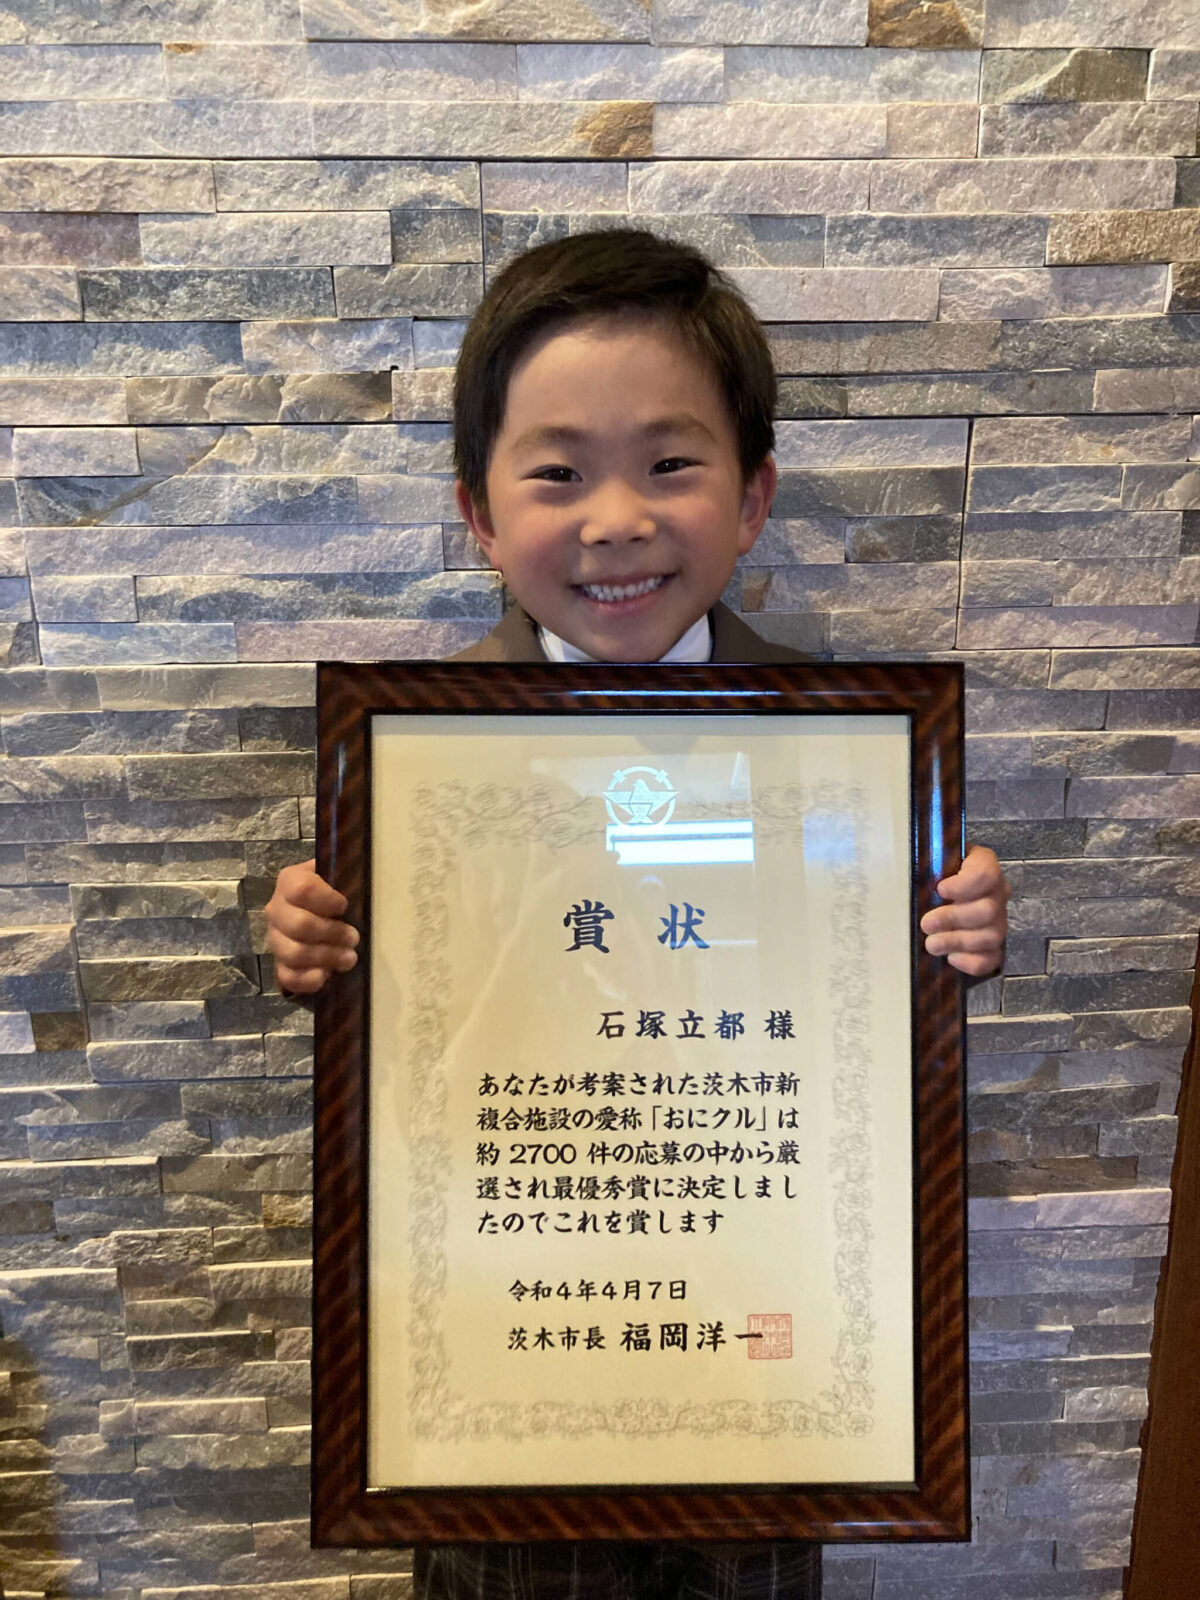 賞状
石塚立都 様
あなたが考案された茨木市新
複合施設の愛称「おにクル」は
約2700 件の応募の中から厳
選され最優秀賞に決定しまし
たのでこれを賞します
令和4年4月7日
茨木市長 福岡洋一